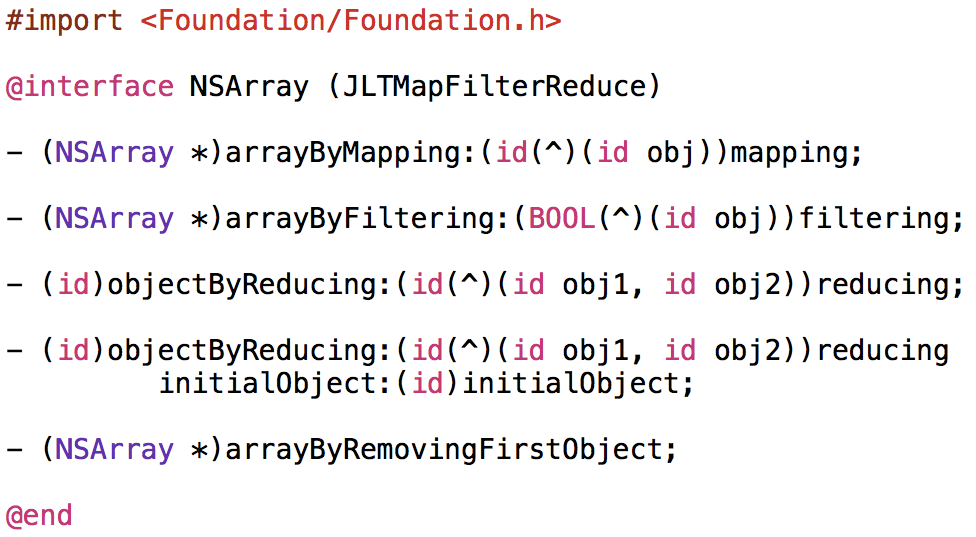 #import <Foundation/Foundation.h>
@interface NSArray (JLTMapFilterReduce)
- (NSArray *)arrayByMapping:(id(^)(id obj))mapping;
- (NSArray *)arrayByFiltering:(BOOL(^)(id obj))filtering;
- (id)objectByReducing:(id(^)(id obj1, id obj2))reducing;
- (id)objectByReducing:(id(^)(id obj1, id obj2))reducing
initialObject:(id)initialObject;
- (NSArray *)arrayByRemovingFirstObject;
@end